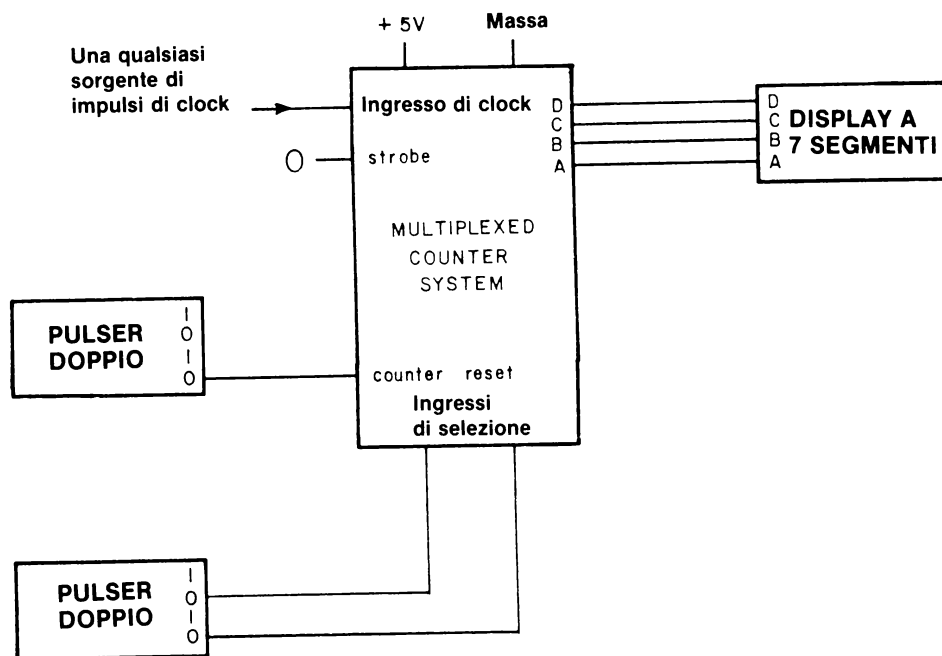 + 5V
Massa
Una qualsiasi
sorgente di
impulsi di clock
Ingresso di clock
D
C
B
A
D
C
B
A
DISPLAY A
7 SEGMENTI
0
strobe
MULTIPLEXED
COUNTER
SYSTEM
PULSER
DOPPIO
1
0
1
0
counter reset
Ingressi
di selezione
PULSER
DOPPIO
1
0
1
0